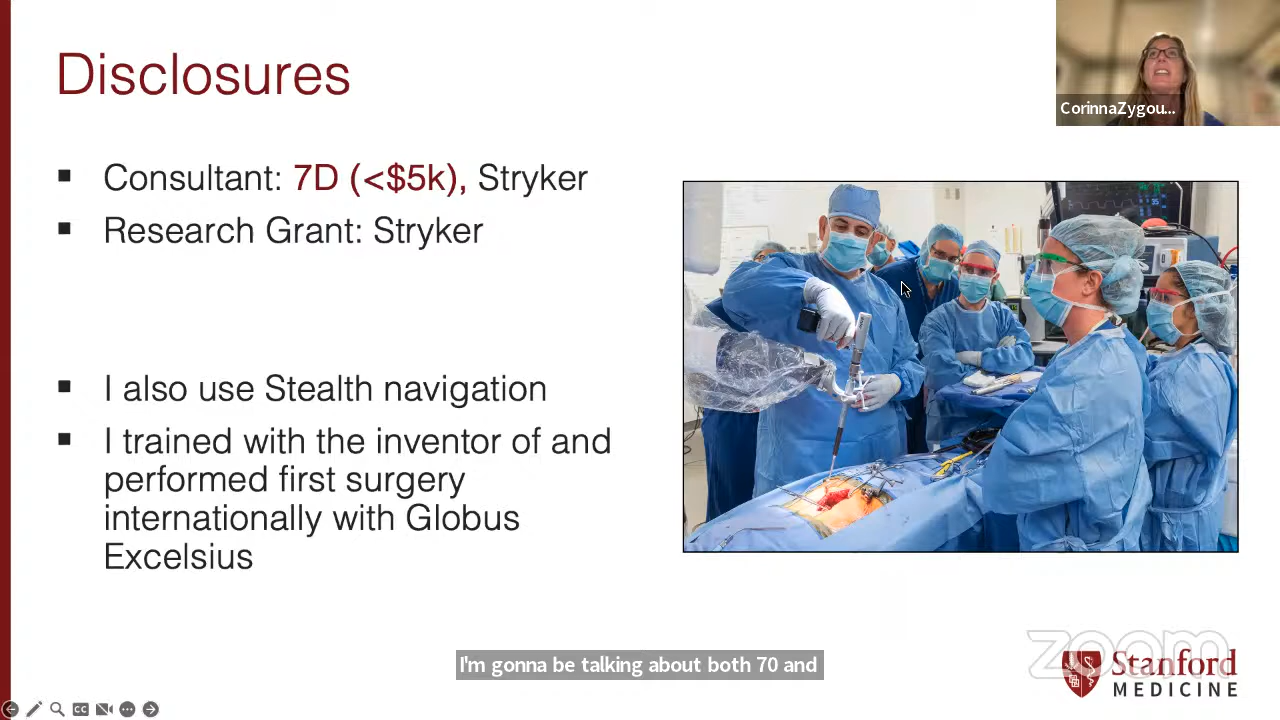 Disclosures
CorinnaZygou...
▪ Consultant: 7D (<$5k), Stryker
▪ Research Grant: Stryker
▪ I also use Stealth navigation
▪ I trained with the inventor of and
performed first surgery
internationally with Globus
Excelsius
I'm gonna be talking about both 70 and
zoom
Stanford
MEDICINE
CC